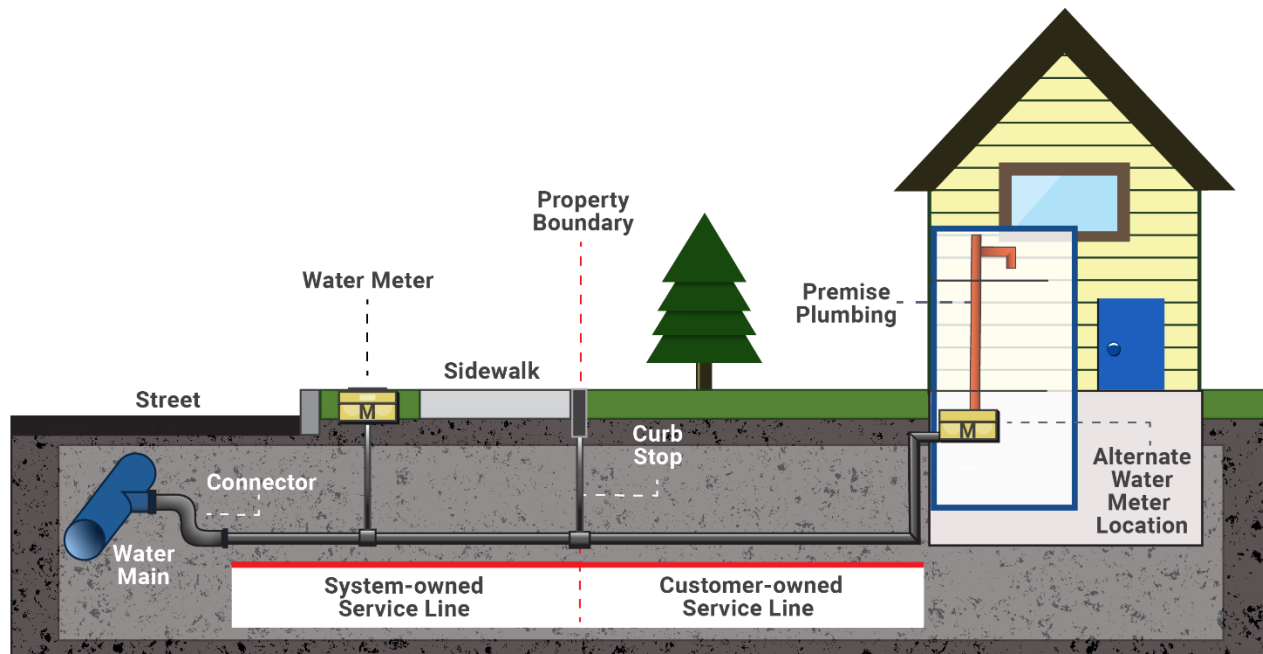 Property
Boundary
Water Meter
Premise
Plumbing
Sidewalk
Street
M
M
Curb
Stop
Connector
Alternate
Water
Meter
Location
Water
Main
System-owned
Service Line
Customer-owned
Service Line